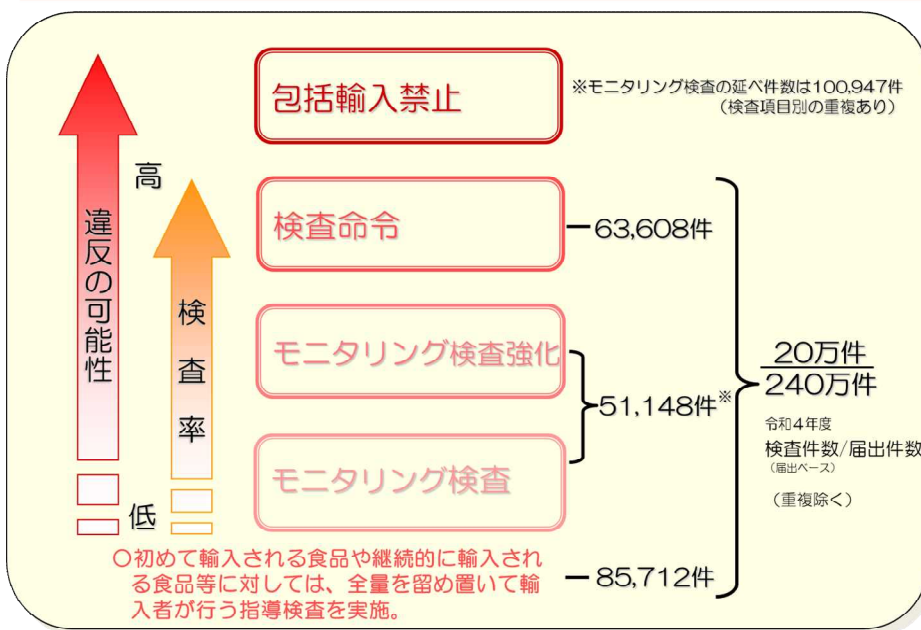 包括輸入禁止
※モニタリング検査の延べ件数は100,947件
（検査項目別の重複あり）
高
違反の可能性
検査率
検査命令
63,608件
モニタリング検査強化
51,148件※
モニタリング検査
20万件
240万件
令和4年度
検査件数/届出件数
（届出ベース）
（重複除く）
低
○初めて輸入される食品や継続的に輸入され
る食品等に対しては、全量を留め置いて輸
入者が行う指導検査を実施。
85,712件